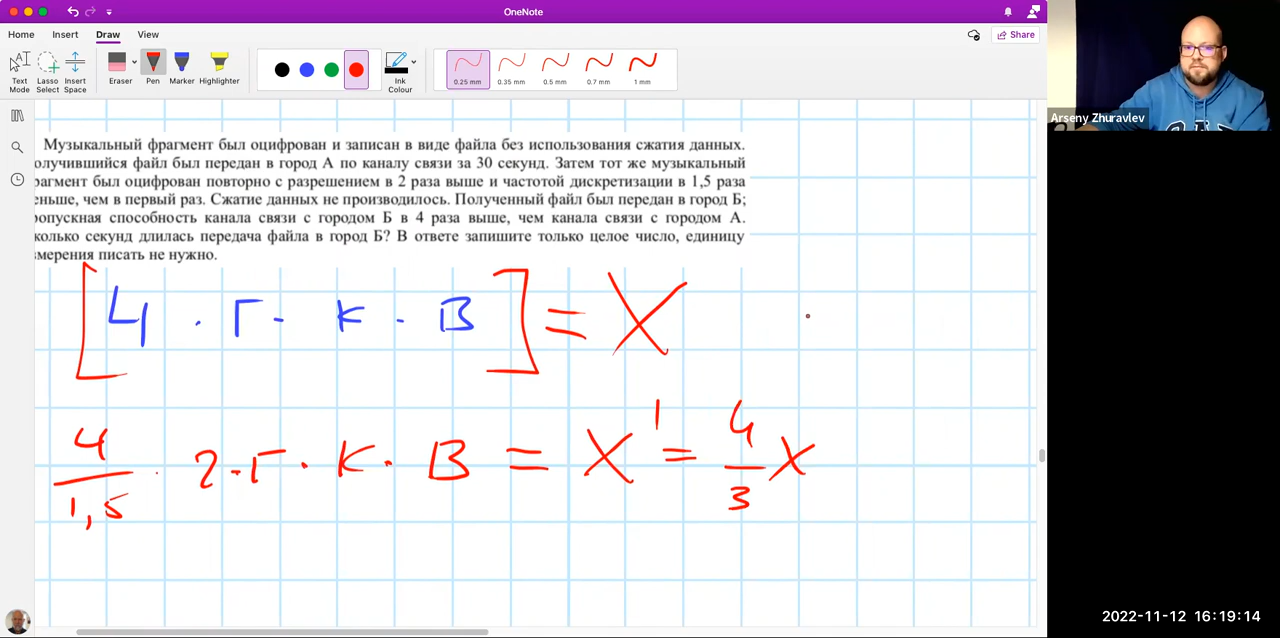 OneNote
Home Insert Draw View
Share
Text Mode
Lasso Select
Insert Space
Eraser
Pen
Marker
Highlighter
Ink Colour
0.25 mm
0.35 mm
0.5 mm
0.7 mm
1 mm
Arseny Zhuravlev
Музыкальный фрагмент был оцифрован и записан в виде файла без использования сжатия данных.
олучившийся файл был передан в город А по каналу связи за 30 секунд. Затем тот же музыкальный
рагмент был оцифрован повторно с разрешением в 2 раза выше и частотой дискретизации в 1,5 раза
еньше, чем в первый раз. Сжатие данных не производилось. Полученный файл был передан в город Б;
ропускная способность канала связи с городом Б в 4 раза выше, чем канала связи с городом А.
колько секунд длилась передача файла в город Б? В ответе запишите только целое число, единицу
змерения писать не нужно.
[Ч · Г · К · В] = X
Ч/1,5 · 2 · Г · К · В = X' = 4/3 X
2022-11-12 16:19:14